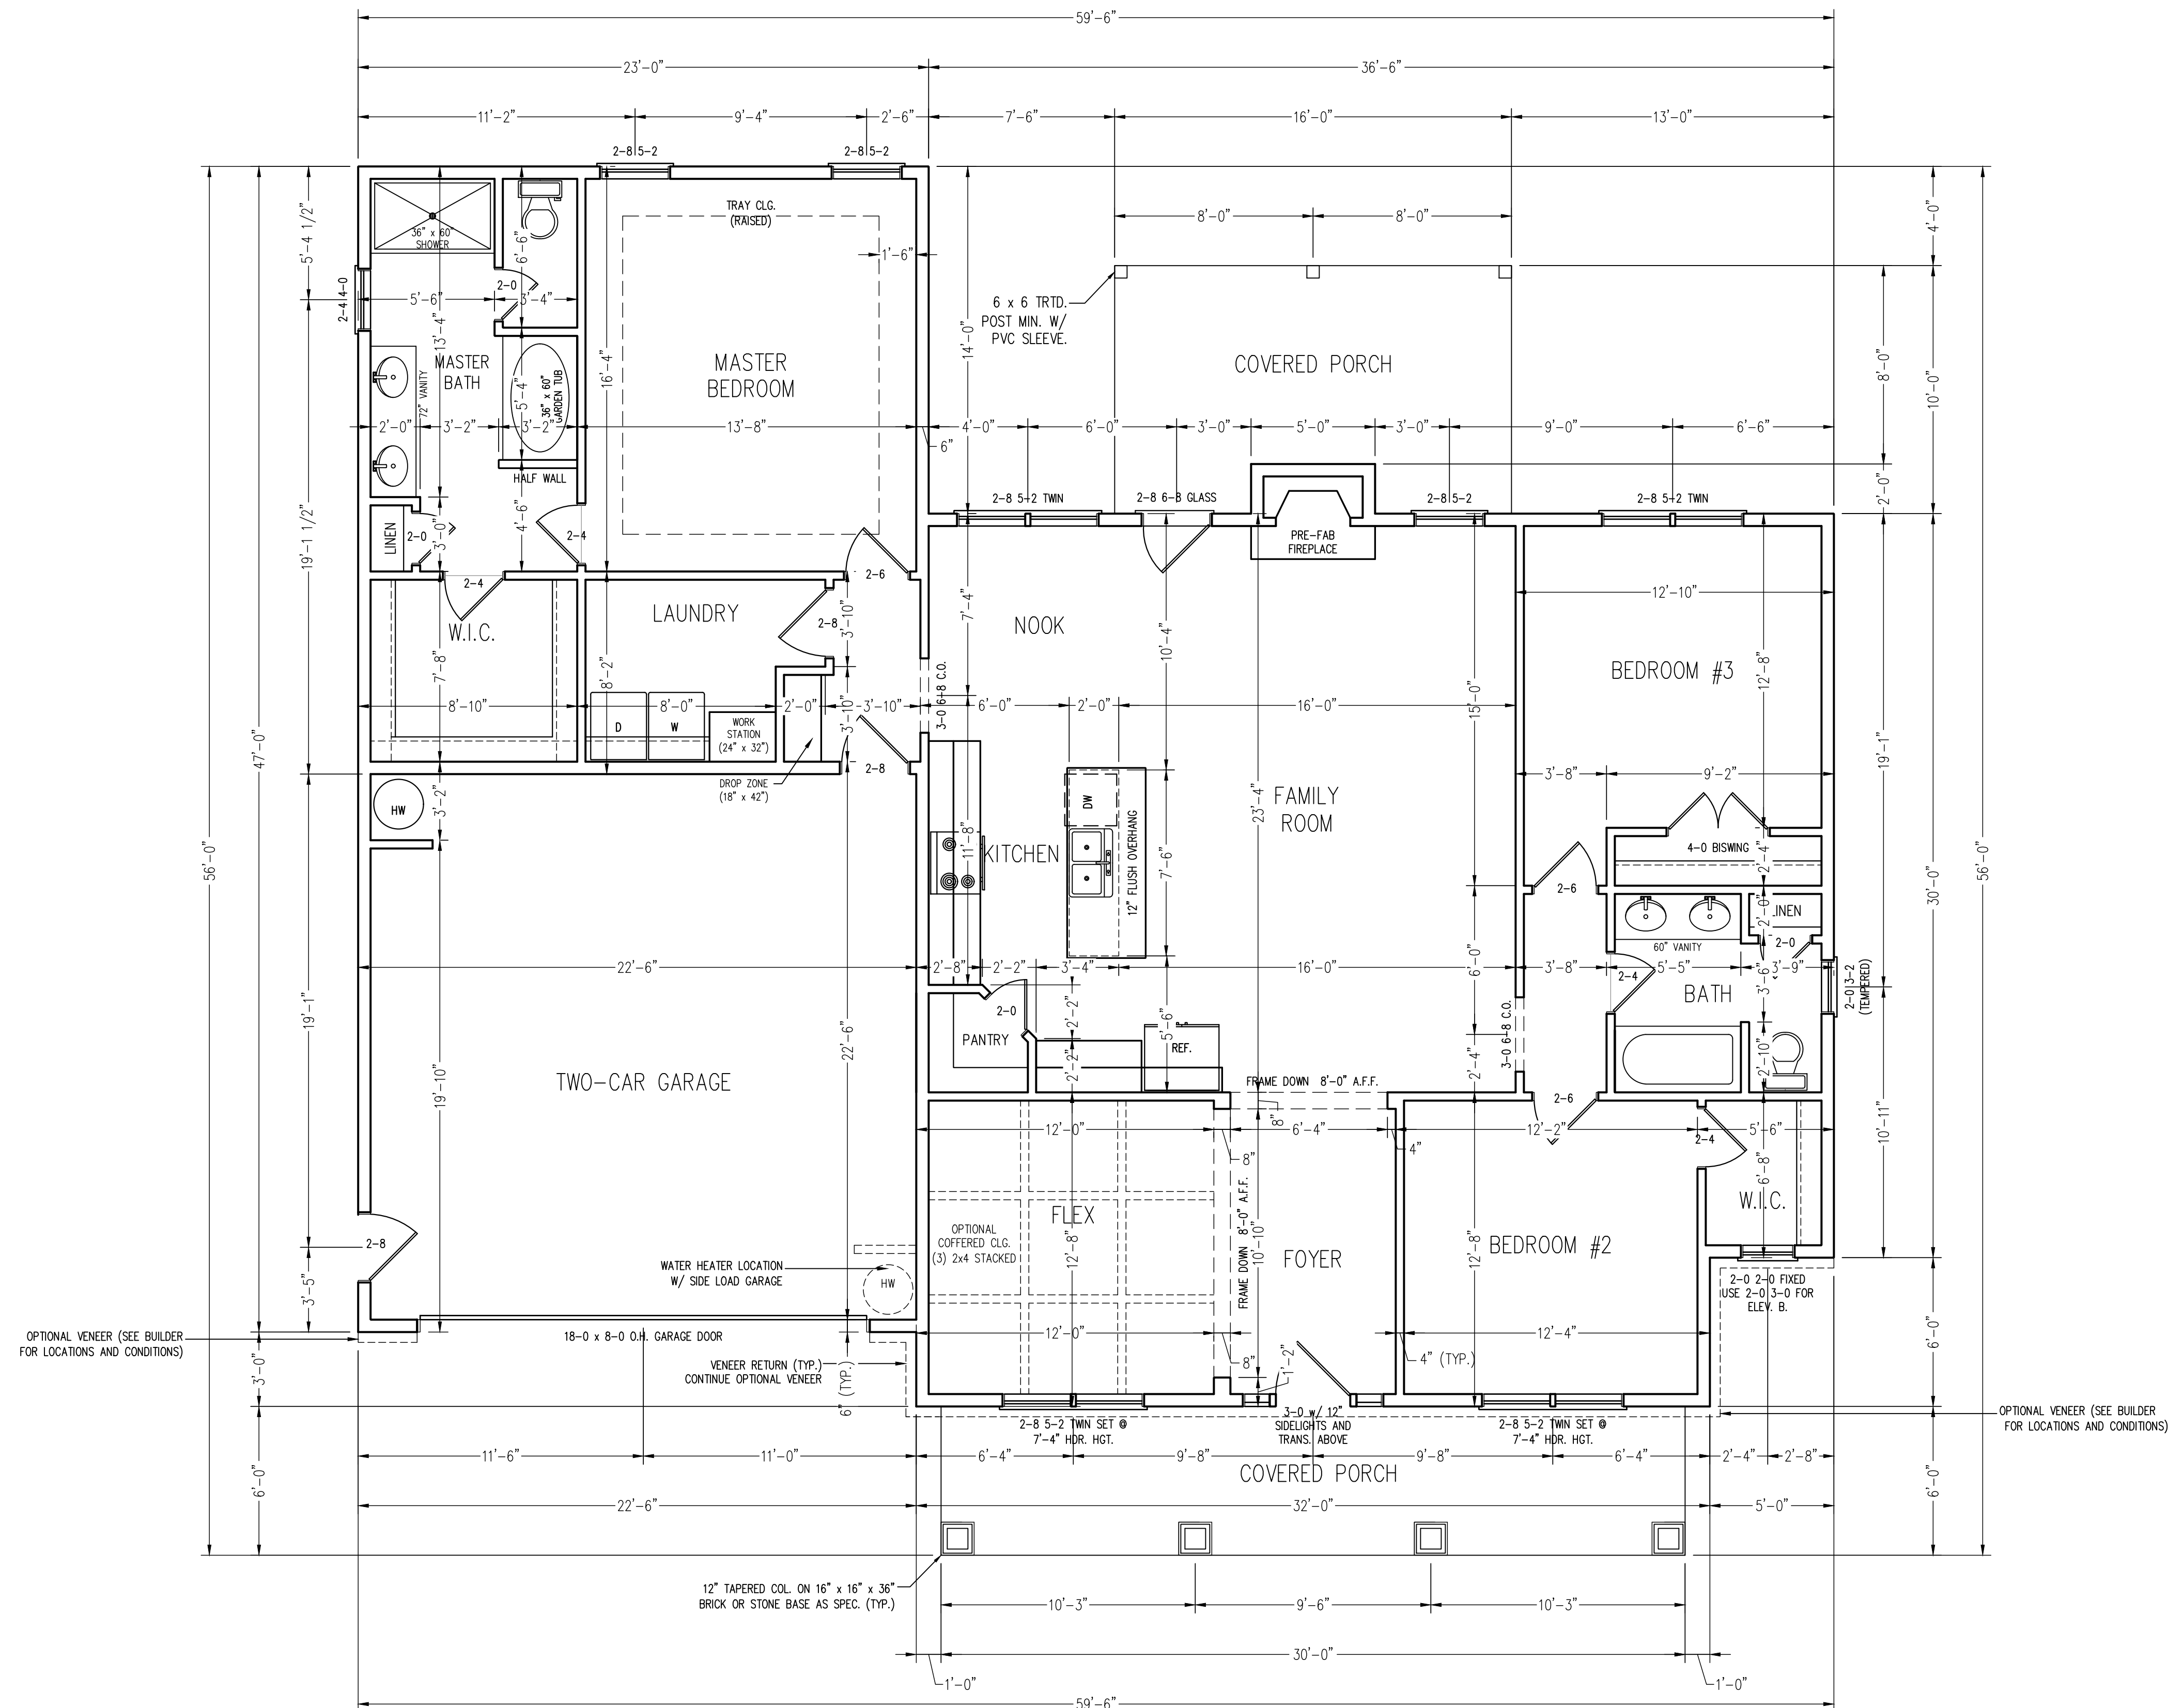 59'-6"
23'-0"
36'-6"
11'-2"
9'-4"
2'-6"
7'-6"
16'-0"
13'-0"
2-8 5-2
2-8 5-2
TRAY CLG.
(RAISED)
1'-6"
8'-0"
8'-0"
4'-0"
5'-4 1/2"
36" x 60"
SHOWER
6'-6"
2-0
5'-6"
3'-4"
2-4 4-0
13'-4"
6 x 6 TRTD.
POST MIN. W/
PVC SLEEVE.
14'-0"
COVERED PORCH
8'-0"
10'-0"
MASTER
BATH
72" VANITY
5'-4"
36" x 60"
GARDEN TUB
16'-4"
MASTER
BEDROOM
2'-0"
3'-2"
3'-2"
13'-8"
6"
4'-0"
6'-0"
3'-0"
5'-0"
3'-0"
9'-0"
6'-6"
HALF WALL
2-8 5-2 TWIN
2-8 6-8 GLASS
2-8 5-2
2-8 5-2 TWIN
2'-0"
LINEN
2-0
3'-0"
4'-6"
2-4
PRE-FAB
FIREPLACE
19'-1 1/2"
2-4
2-6
W.I.C.
LAUNDRY
2-8
3'-10"
7'-4"
NOOK
10'-4"
12'-10"
7'-8"
8'-2"
3-0 6-8 C.O.
BEDROOM #3
12'-8"
8'-10"
8'-0"
2'-0"
3'-10"
3'-10"
6'-0"
2'-0"
16'-0"
15'-0"
D
W
WORK
STATION
(24" x 32")
DROP ZONE
(18" x 42")
2-8
47'-0"
56'-0"
19'-1"
30'-0"
56'-0"
HW
3'-2"
3'-8"
9'-2"
DW
12" FLUSH OVERHANG
FAMILY
ROOM
23'-4"
KITCHEN
11'-8"
7'-6"
4-0 BISWING
2'-4"
2-6
LINEN
2'-0"
60" VANITY
2-0
22'-6"
2'-8"
2'-2"
3'-4"
16'-0"
6'-0"
3'-8"
5'-5"
3'-9"
2-4
3'-6"
BATH
2-0 3-2
(TEMPERED)
2-0
2'-2"
PANTRY
5'-6"
REF.
3-0 6-8 C.O.
19'-1"
19'-10"
22'-6"
TWO-CAR GARAGE
2'-2"
2'-4"
2'-10"
FRAME DOWN 8'-0" A.F.F.
8"
2-6
12'-0"
6'-4"
12'-2"
5'-6"
2-4
10'-11"
8"
4"
6'-8"
W.I.C.
FLEX
OPTIONAL
COFFERED CLG.
(3) 2x4 STACKED
12'-8"
FRAME DOWN 8'-0" A.F.F.
10'-10"
FOYER
12'-8"
BEDROOM #2
2-8
WATER HEATER LOCATION
W/ SIDE LOAD GARAGE
HW
3'-5"
2-0 2-0 FIXED
USE 2-0 3-0 FOR
ELEV. B.
OPTIONAL VENEER (SEE BUILDER
FOR LOCATIONS AND CONDITIONS)
18-0 x 8-0 O.H. GARAGE DOOR
12'-0"
8"
1'-2"
4" (TYP.)
12'-4"
6'-0"
3'-0"
VENEER RETURN (TYP.)
CONTINUE OPTIONAL VENEER
6" (TYP.)
2-8 5-2 TWIN SET @
7'-4" HDR. HGT.
3-0 w/ 12"
SIDELIGHTS AND
TRANS. ABOVE
2-8 5-2 TWIN SET @
7'-4" HDR. HGT.
OPTIONAL VENEER (SEE BUILDER
FOR LOCATIONS AND CONDITIONS)
11'-6"
11'-0"
6'-4"
9'-8"
9'-8"
6'-4"
2'-4"
2'-8"
COVERED PORCH
6'-0"
6'-0"
22'-6"
32'-0"
5'-0"
12" TAPERED COL. ON 16" x 16" x 36"
BRICK OR STONE BASE AS SPEC. (TYP.)
10'-3"
9'-6"
10'-3"
30'-0"
1'-0"
1'-0"
59'-6"